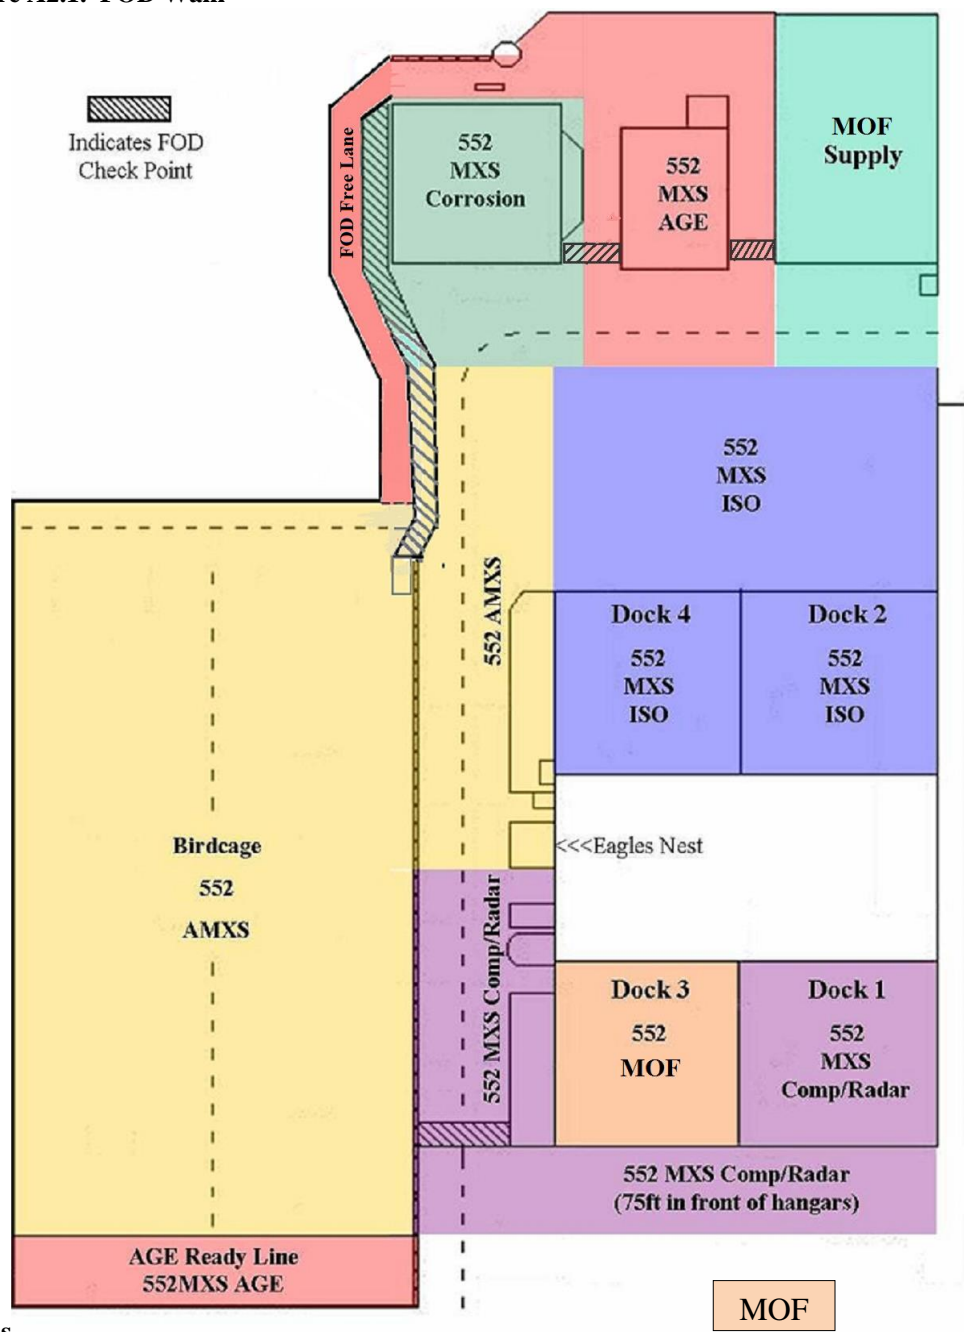 FOD Walk
Indicates FOD
Check Point
FOD Free Lane
552
MXS
Corrosion
552
MXS
AGE
MOF
Supply
552
MXS
ISO
552 AMXS
Dock 4
552
MXS
ISO
Dock 2
552
MXS
ISO
Birdcage
552
AMXS
<<<Eagles Nest
552 MXS Comp/Radar
Dock 3
552
MOF
Dock 1
552
MXS
Comp/Radar
552 MXS Comp/Radar
(75ft in front of hangars)
AGE Ready Line
552MXS AGE
MOF